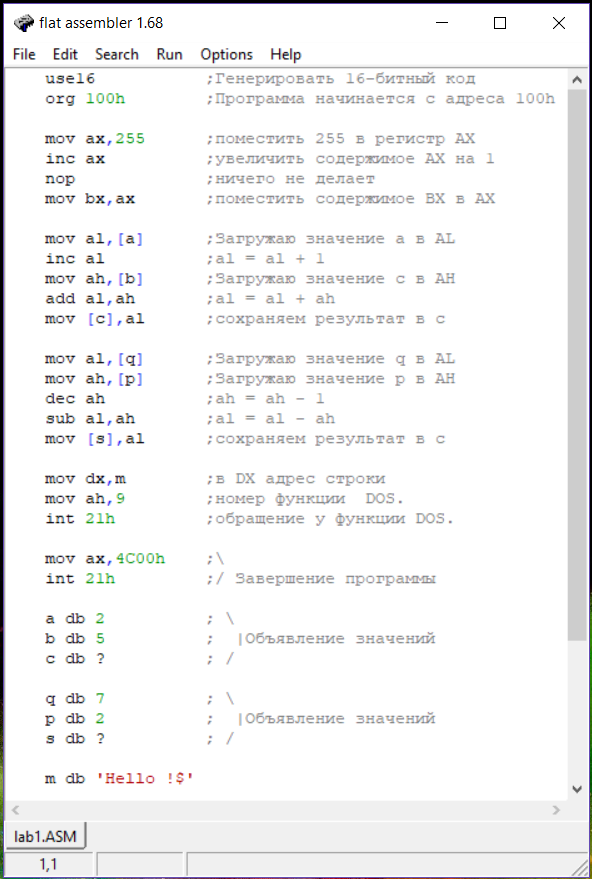 flat assembler 1.68
File Edit Search Run Options Help
use16 ;Генерировать 16-битный код
org 100h ;Программа начинается с адреса 100h
mov ax,255 ;поместить 255 в регистр AX
inc ax ;увеличить содержимое AX на 1
nop ;ничего не делает
mov bx,ax ;поместить содержимое BX в AX
mov al,[a] ;Загружаю значение a в AL
inc al ;al = al + 1
mov ah,[b] ;Загружаю значение c в AH
add al,ah ;al = al + ah
mov [c],al ;сохраняем результат в c
mov al,[q] ;Загружаю значение q в AL
mov ah,[p] ;Загружаю значение p в AH
dec ah ;ah = ah - 1
sub al,ah ;al = al - ah
mov [s],al ;сохраняем результат в c
mov dx,m ;в DX адрес строки
mov ah,9 ;номер функции  DOS.
int 21h ;обращение у функции DOS.
mov ax,4C00h ;\
int 21h ;/ Завершение программы
a db 2 ; \
b db 5 ;  |Объявление значений
c db ? ; /
q db 7 ; \
p db 2 ;  |Объявление значений
s db ? ; /
m db 'Hello !$'
lab1.ASM
1,1